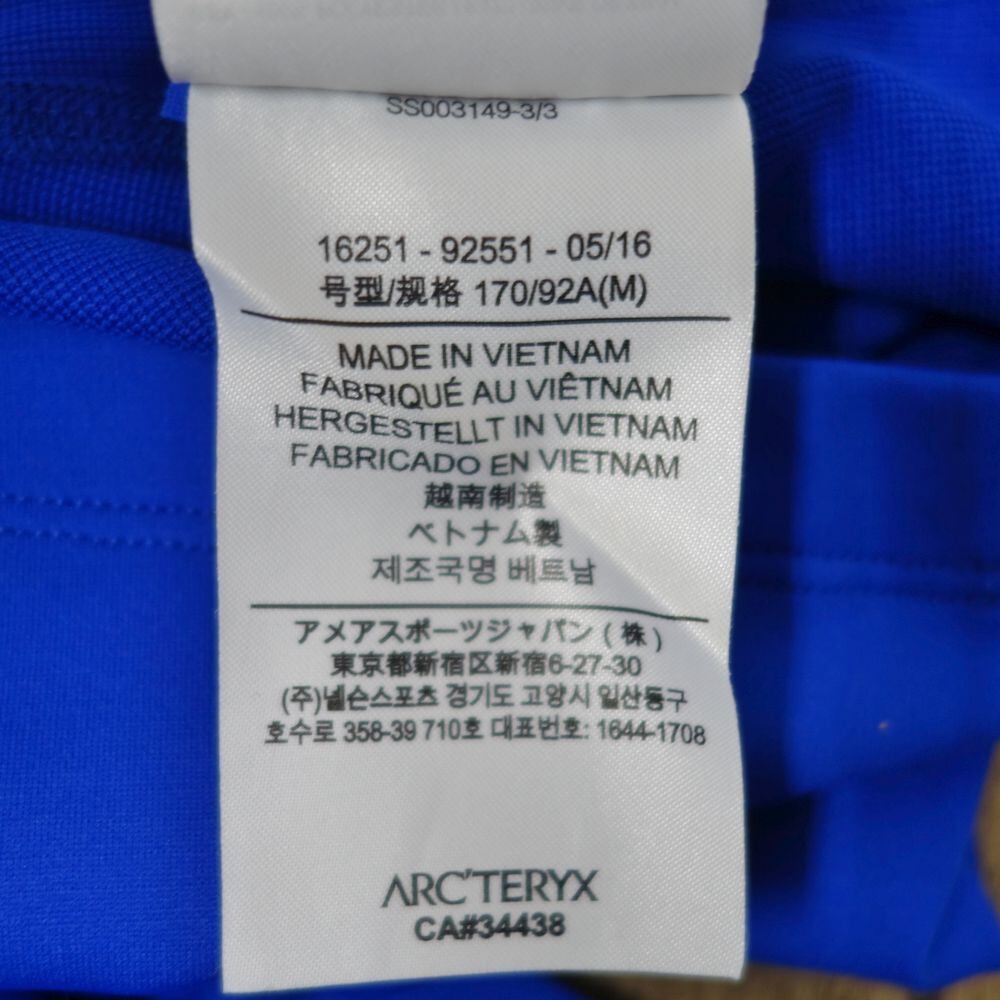 SS003149-3/3
16251 - 92551 - 05/16
号型/规格 170/92A(M)
MADE IN VIETNAM
FABRIQUÉ AU VIÊTNAM
HERGESTELLT IN VIETNAM
FABRICADO EN VIETNAM
越南制造
ベトナム製
제조국명 베트남
アメアスポーツジャパン (株)
東京都新宿区新宿6-27-30
(주)넬슨스포츠 경기도 고양시 일산동구
호수로 358-39 710호 대표번호: 1644-1708
ARC'TERYX
CA#34438